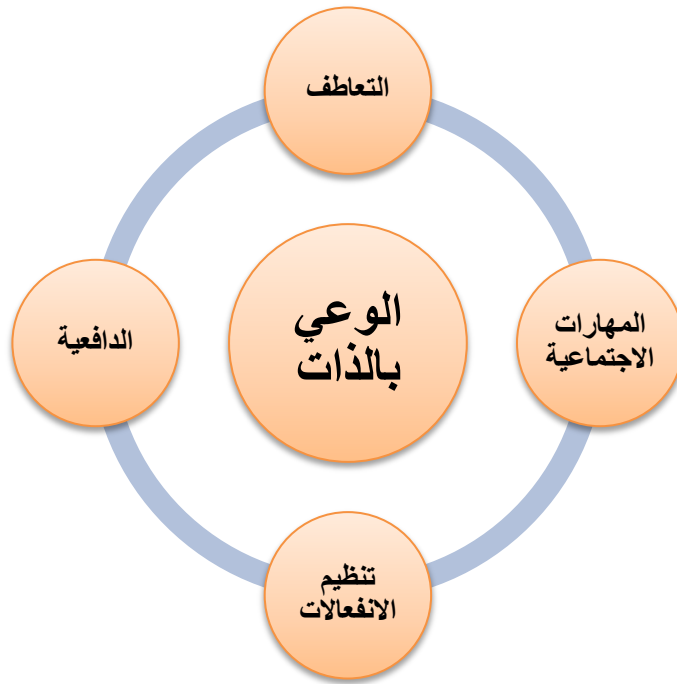 التعاطف
الوعي
بالذات
المهارات
الاجتماعية
الدافعية
تنظيم
الانفعالات